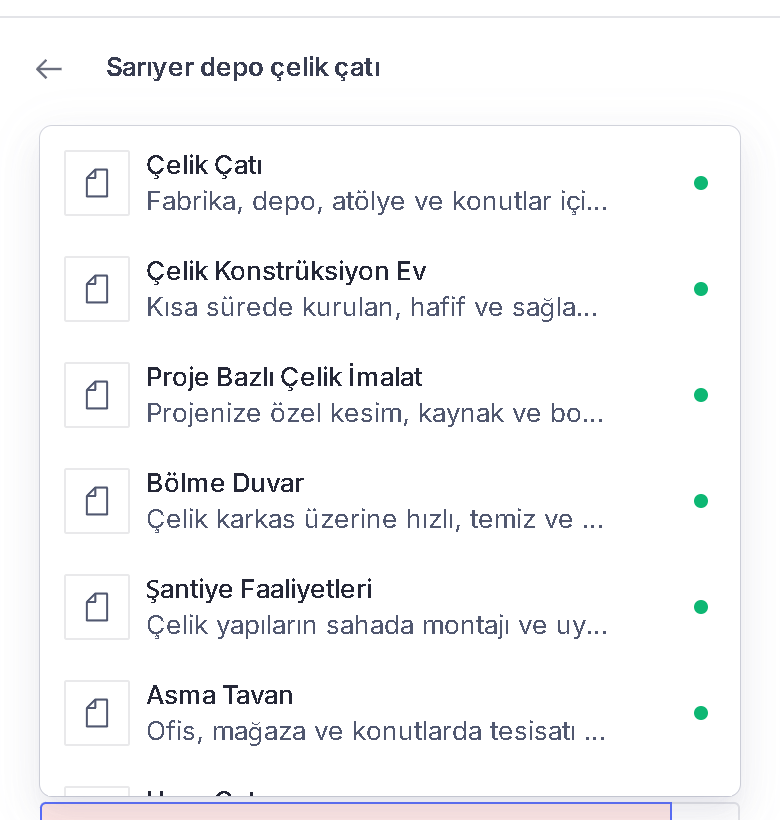 Sarıyer depo çelik çatı
Çelik Çatı
Fabrika, depo, atölye ve konutlar içi...
Çelik Konstrüksiyon Ev
Kısa sürede kurulan, hafif ve sağla...
Proje Bazlı Çelik İmalat
Projenize özel kesim, kaynak ve bo...
Bölme Duvar
Çelik karkas üzerine hızlı, temiz ve ...
Şantiye Faaliyetleri
Çelik yapıların sahada montajı ve uy...
Asma Tavan
Ofis, mağaza ve konutlarda tesisatı ...